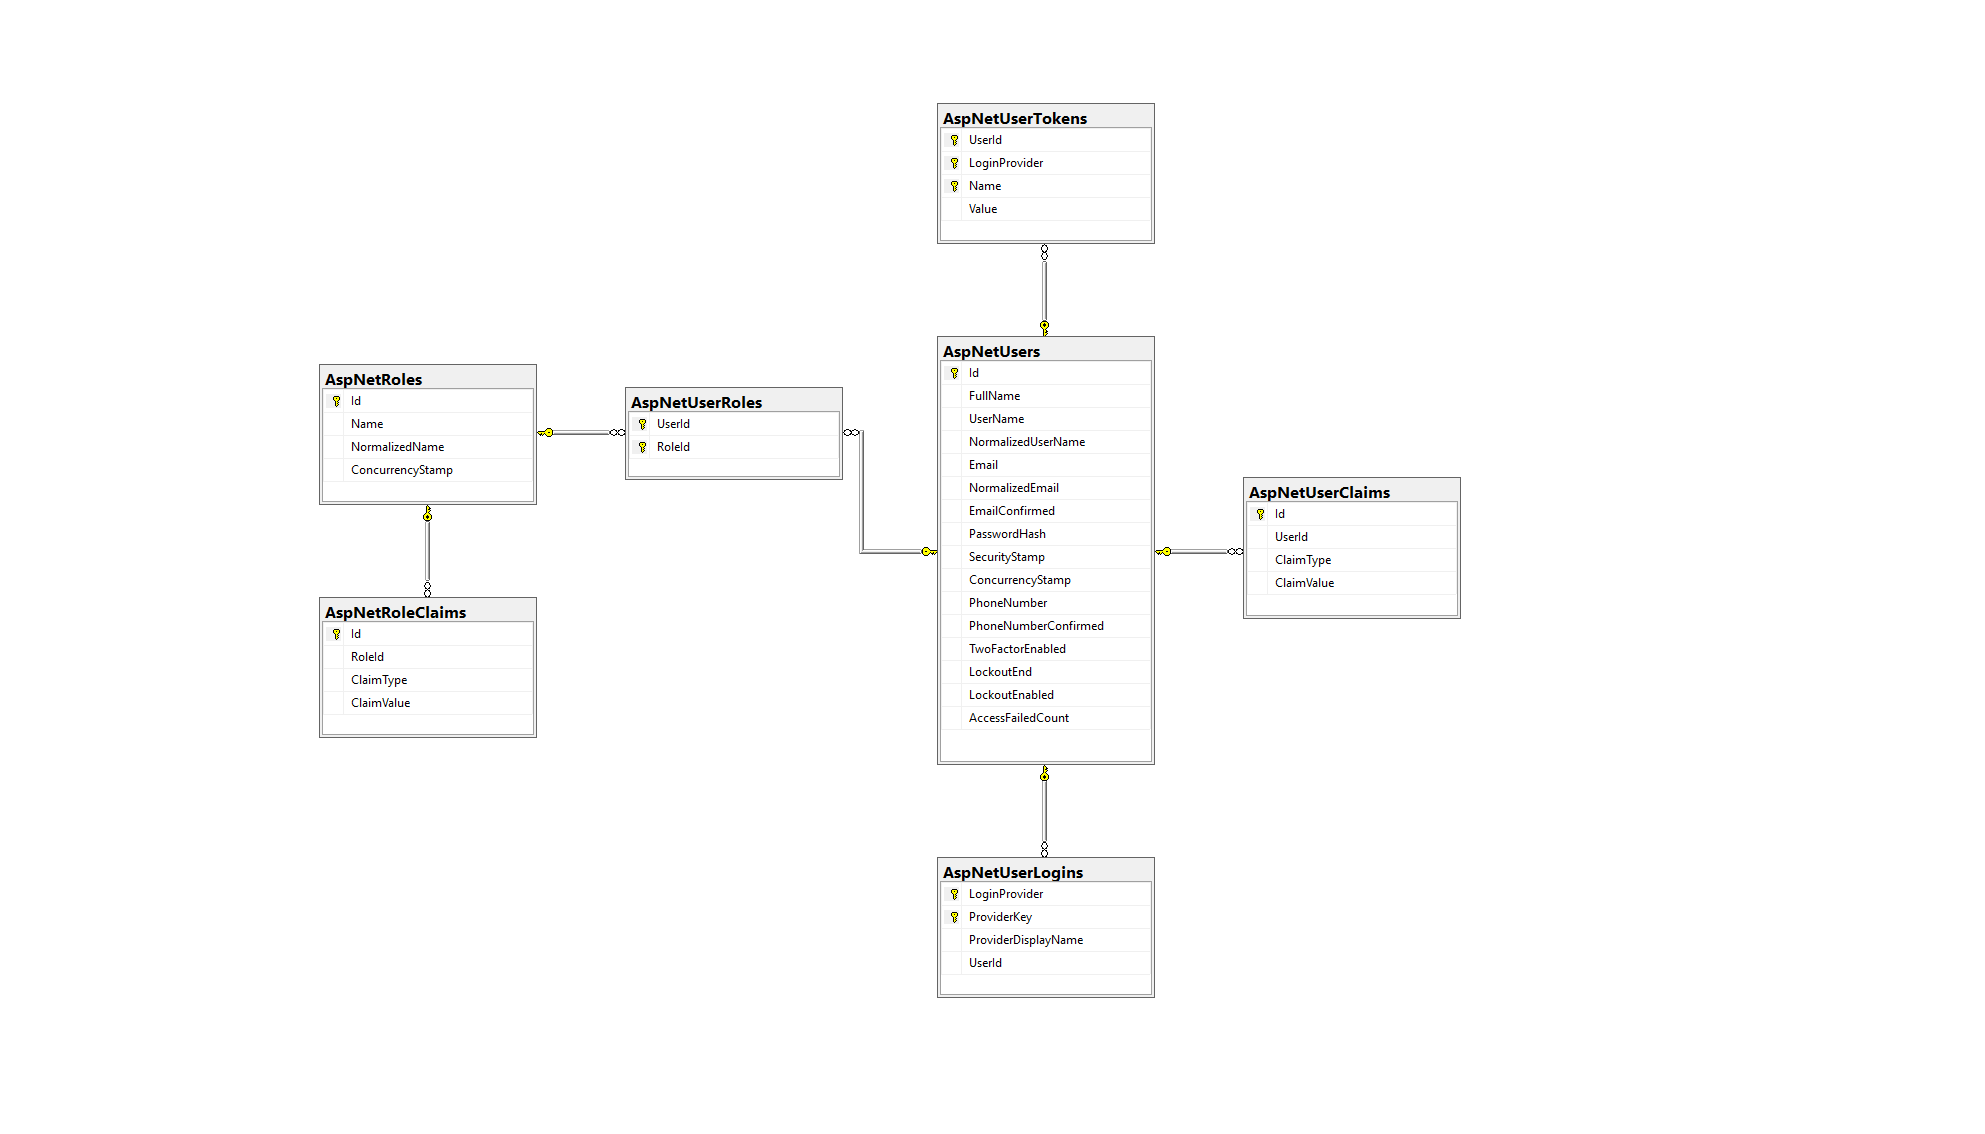 AspNetUserTokens
UserId
LoginProvider
Name
Value
AspNetUsers
Id
FullName
UserName
NormalizedUserName
Email
NormalizedEmail
EmailConfirmed
PasswordHash
SecurityStamp
ConcurrencyStamp
PhoneNumber
PhoneNumberConfirmed
TwoFactorEnabled
LockoutEnd
LockoutEnabled
AccessFailedCount
AspNetRoles
Id
Name
NormalizedName
ConcurrencyStamp
AspNetUserRoles
UserId
RoleId
AspNetUserClaims
Id
UserId
ClaimType
ClaimValue
AspNetRoleClaims
Id
RoleId
ClaimType
ClaimValue
AspNetUserLogins
LoginProvider
ProviderKey
ProviderDisplayName
UserId